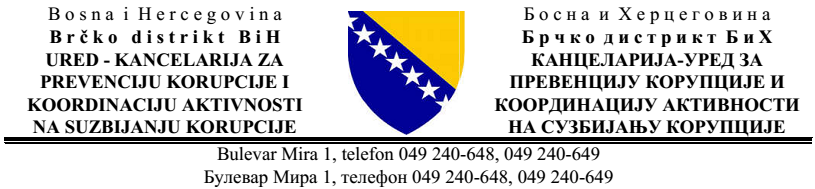 Bosna i Hercegovina
Brčko distrikt BiH
URED - KANCELARIJA ZA
PREVENCIJU KORUPCIJE I
KOORDINACIJU AKTIVNOSTI
NA SUZBIJANJU KORUPCIJE
Босна и Херцеговина
Брчко дистрикт БиХ
КАНЦЕЛАРИЈА-УРЕД ЗА
ПРЕВЕНЦИЈУ КОРУПЦИЈЕ И
КООРДИНАЦИЈУ АКТИВНОСТИ
НА СУЗБИЈАЊУ КОРУПЦИЈЕ
Bulevar Mira 1, telefon 049 240-648, 049 240-649
Булевар Мира 1, телефон 049 240-648, 049 240-649